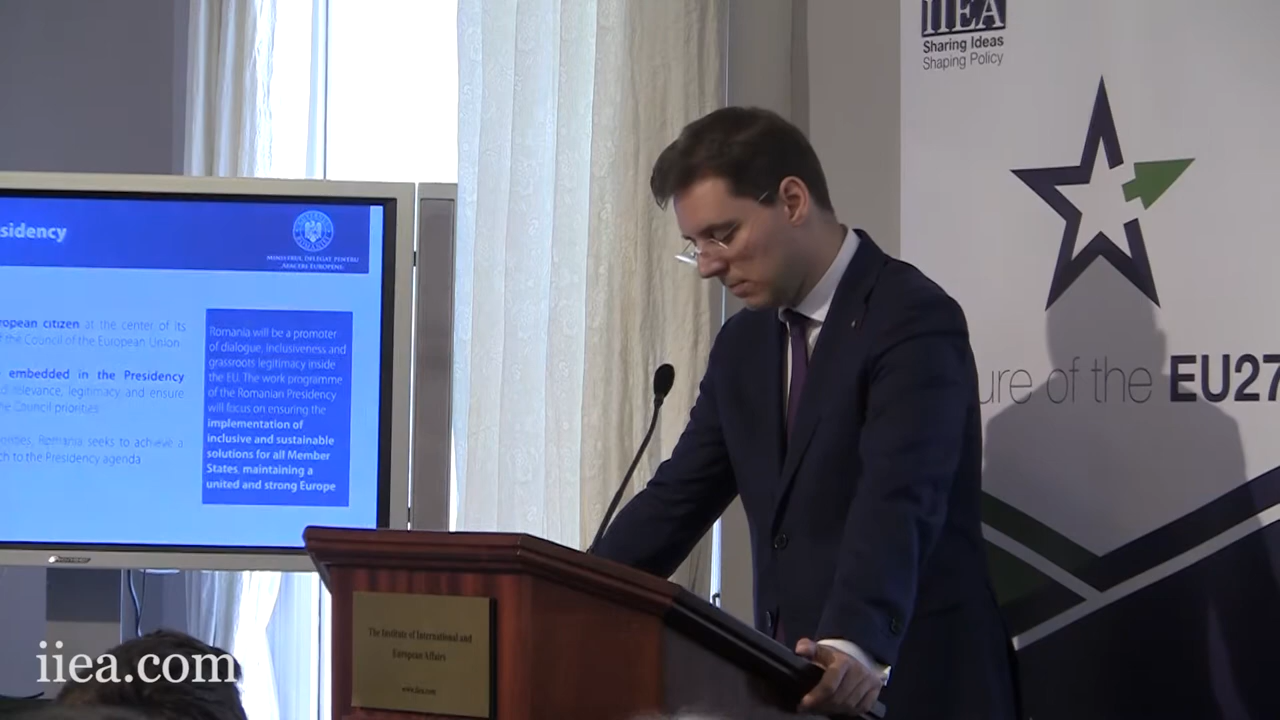 sidency
MINISTRUL DELEGAT PENTRU
AFACERI EUROPENE
ropean citizen at the center of its
f the Council of the European Union
embedded in the Presidency
relevance, legitimacy and ensure
he Council priorities
orities, Romania seeks to achieve a
ch to the Presidency agenda
Romania will be a promoter
of dialogue, inclusiveness and
grassroots legitimacy inside
the EU. The work programme
of the Romanian Presidency
will focus on ensuring the
implementation of
inclusive and sustainable
solutions for all Member
States, maintaining a
united and strong Europe
IIEA
Sharing Ideas
Shaping Policy
ure of the EU27
The Institute of International and
European Affairs
www.iiea.com
iiea.com